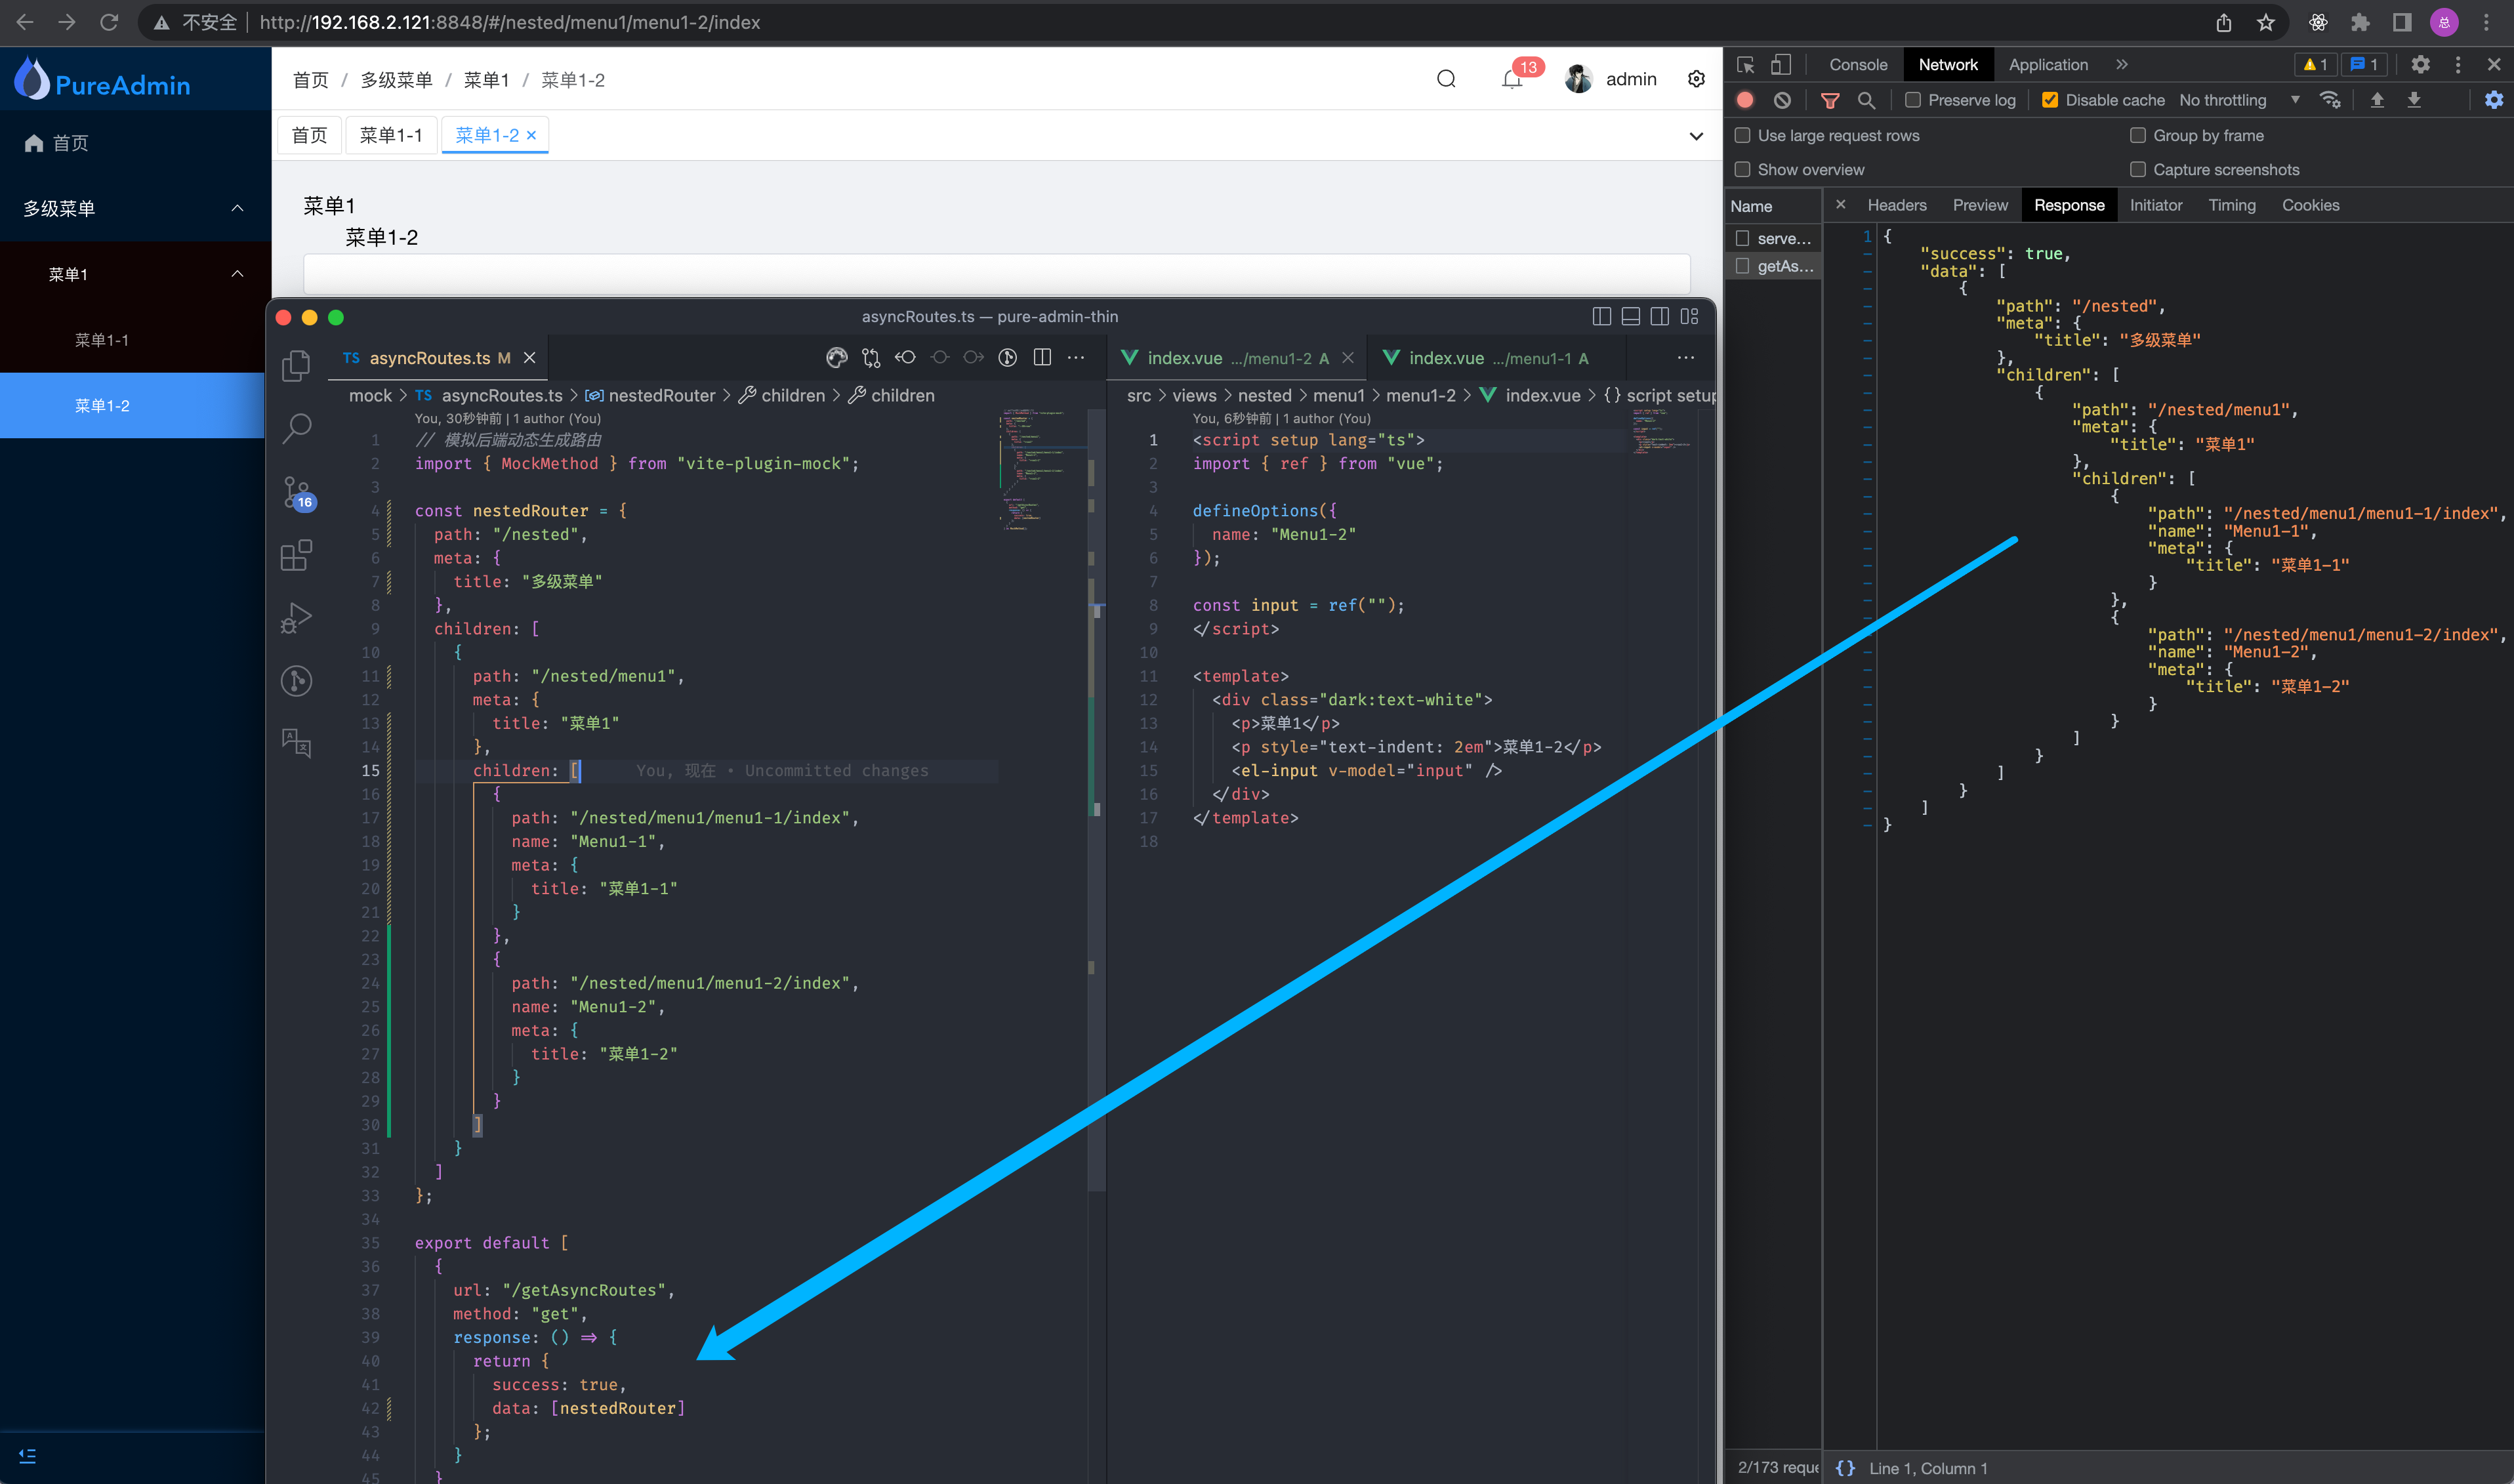 不安全 http://192.168.2.121:8848/#/nested/menu1/menu1-2/index
PureAdmin
首页
多级菜单
菜单1
菜单1-1
菜单1-2
首页 / 多级菜单 / 菜单1 / 菜单1-2
13
admin
首页
菜单1-1
菜单1-2 ×
菜单1
菜单1-2
asyncRoutes.ts — pure-admin-thin
TS asyncRoutes.ts M
mock > TS asyncRoutes.ts > nestedRouter > children > children
16
You, 30秒钟前 | 1 author (You)
1 // 模拟后端动态生成路由
2 import { MockMethod } from "vite-plugin-mock";
3
4 const nestedRouter = {
5 path: "/nested",
6 meta: {
7 title: "多级菜单"
8 },
9 children: [
10 {
11 path: "/nested/menu1",
12 meta: {
13 title: "菜单1"
14 },
15 children: [ You, 现在 • Uncommitted changes
16 {
17 path: "/nested/menu1/menu1-1/index",
18 name: "Menu1-1",
19 meta: {
20 title: "菜单1-1"
21 }
22 },
23 {
24 path: "/nested/menu1/menu1-2/index",
25 name: "Menu1-2",
26 meta: {
27 title: "菜单1-2"
28 }
29 }
30 ]
31 }
32 ]
33 };
34
35 export default [
36 {
37 url: "/getAsyncRoutes",
38 method: "get",
39 response: () => {
40 return {
41 success: true,
42 data: [nestedRouter]
43 };
44 }
45 }
index.vue .../menu1-2 A
index.vue .../menu1-1 A
src > views > nested > menu1 > menu1-2 > index.vue > {} script setup
You, 6秒钟前 | 1 author (You)
1 <script setup lang="ts">
2 import { ref } from "vue";
3
4 defineOptions({
5 name: "Menu1-2"
6 });
7
8 const input = ref("");
9 </script>
10
11 <template>
12 <div class="dark:text-white">
13 <p>菜单1</p>
14 <p style="text-indent: 2em">菜单1-2</p>
15 <el-input v-model="input" />
16 </div>
17 </template>
18
Console Network Application » 1 1
Preserve log Disable cache No throttling
Use large request rows Group by frame
Show overview Capture screenshots
Name
serve...
getAs...
× Headers Preview Response Initiator Timing Cookies
1 {
- "success": true,
- "data": [
- {
- "path": "/nested",
- "meta": {
- "title": "多级菜单"
- },
- "children": [
- {
- "path": "/nested/menu1",
- "meta": {
- "title": "菜单1"
- },
- "children": [
- {
- "path": "/nested/menu1/menu1-1/index",
- "name": "Menu1-1",
- "meta": {
- "title": "菜单1-1"
- }
- },
- {
- "path": "/nested/menu1/menu1-2/index",
- "name": "Menu1-2",
- "meta": {
- "title": "菜单1-2"
- }
- }
- ]
- }
- ]
- }
- ]
- }
2/173 reque
{} Line 1, Column 1